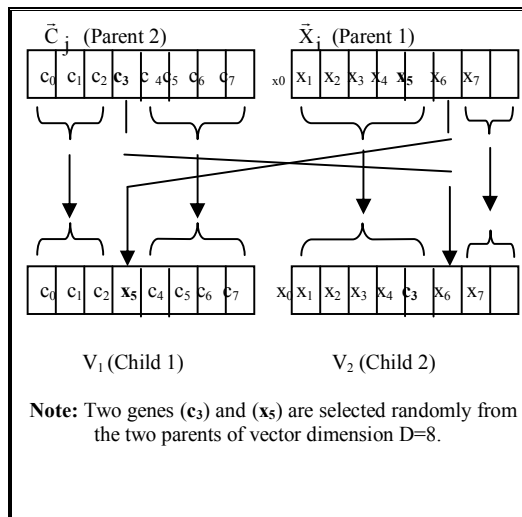 C⃗ j (Parent 2) X⃗ i (Parent 1)
c0 c1 c2 c3 c4 c5 c6 c7 x0 x1 x2 x3 x4 x5 x6 x7
c0 c1 c2 x5 c4 c5 c6 c7 x0 x1 x2 x3 x4 c3 x6 x7
V1 (Child 1) V2 (Child 2)
Note: Two genes (c3) and (x5) are selected randomly from
the two parents of vector dimension D=8.